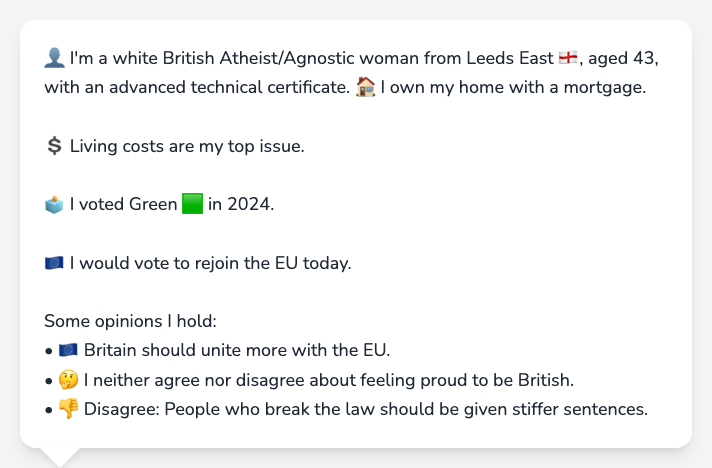 👤 I'm a white British Atheist/Agnostic woman from Leeds East 🏴󠁧󠁢󠁥󠁮󠁧󠁿, aged 43,
with an advanced technical certificate. 🏠 I own my home with a mortgage.
💲 Living costs are my top issue.
🗳️ I voted Green 🟩 in 2024.
🇪🇺 I would vote to rejoin the EU today.
Some opinions I hold:
• 🇪🇺 Britain should unite more with the EU.
• 🤔 I neither agree nor disagree about feeling proud to be British.
• 👎 Disagree: People who break the law should be given stiffer sentences.